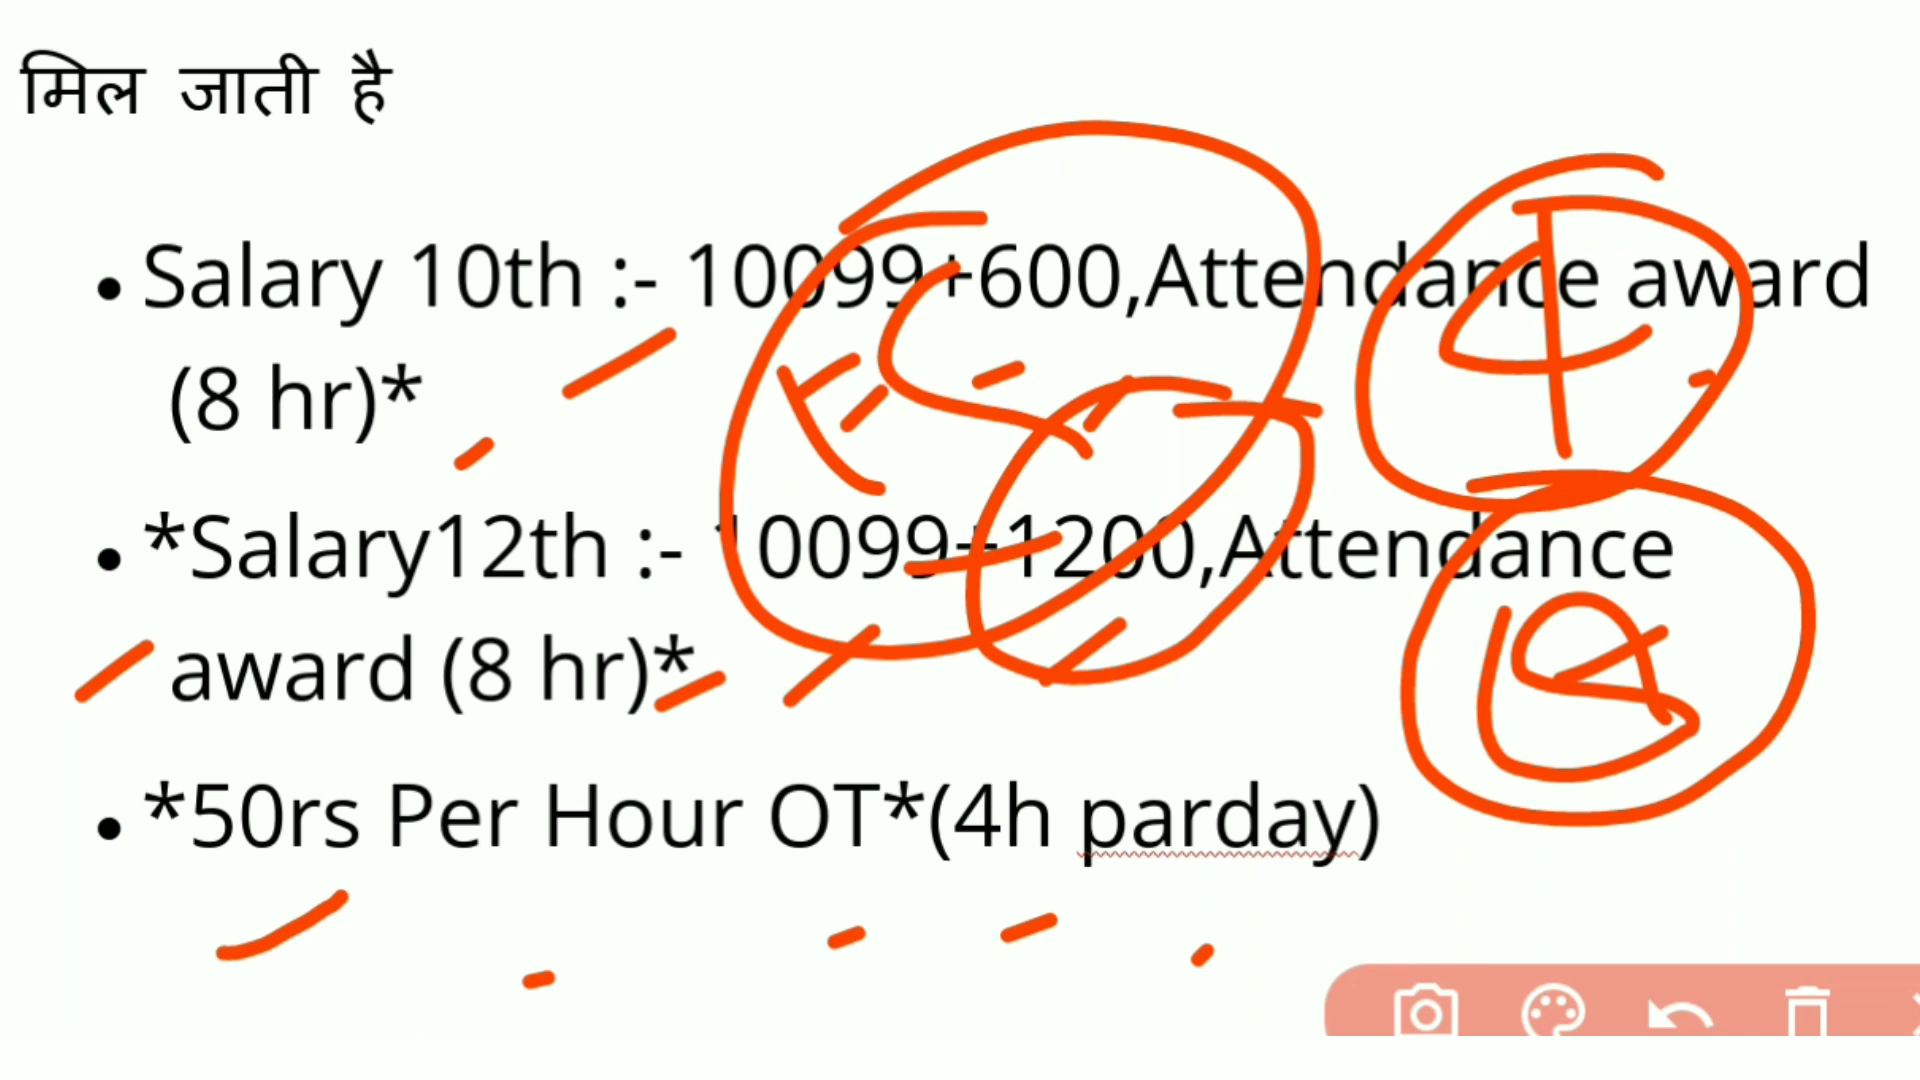 मिल जाती है
• Salary 10th :- 10099+600,Attendance award
(8 hr)*
• *Salary12th :- 10099+1200,Attendance
award (8 hr)*
• *50rs Per Hour OT*(4h parday)